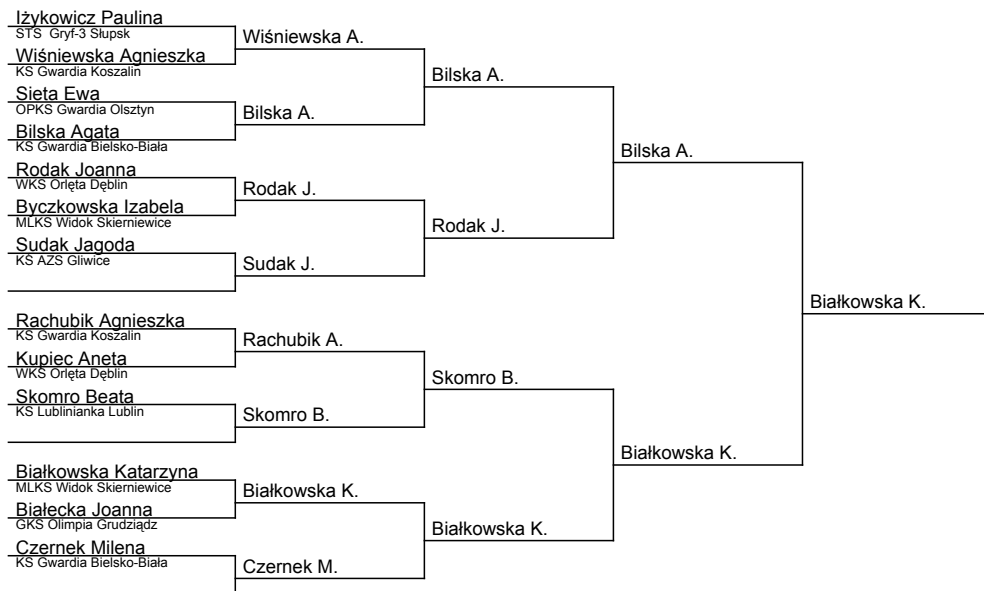 Iżykowicz Paulina
STS Gryf-3 Słupsk
Wiśniewska A.
Wiśniewska Agnieszka
KS Gwardia Koszalin
Bilska A.
Sieta Ewa
OPKS Gwardia Olsztyn
Bilska A.
Bilska Agata
KS Gwardia Bielsko-Biała
Bilska A.
Rodak Joanna
WKS Orlęta Dęblin
Rodak J.
Byczkowska Izabela
MLKS Widok Skierniewice
Rodak J.
Sudak Jagoda
KS AZS Gliwice
Sudak J.
Białkowska K.
Rachubik Agnieszka
KS Gwardia Koszalin
Rachubik A.
Kupiec Aneta
WKS Orlęta Dęblin
Skomro B.
Skomro Beata
KS Lublinianka Lublin
Skomro B.
Białkowska K.
Białkowska Katarzyna
MLKS Widok Skierniewice
Białkowska K.
Białecka Joanna
GKS Olimpia Grudziądz
Białkowska K.
Czernek Milena
KS Gwardia Bielsko-Biała
Czernek M.